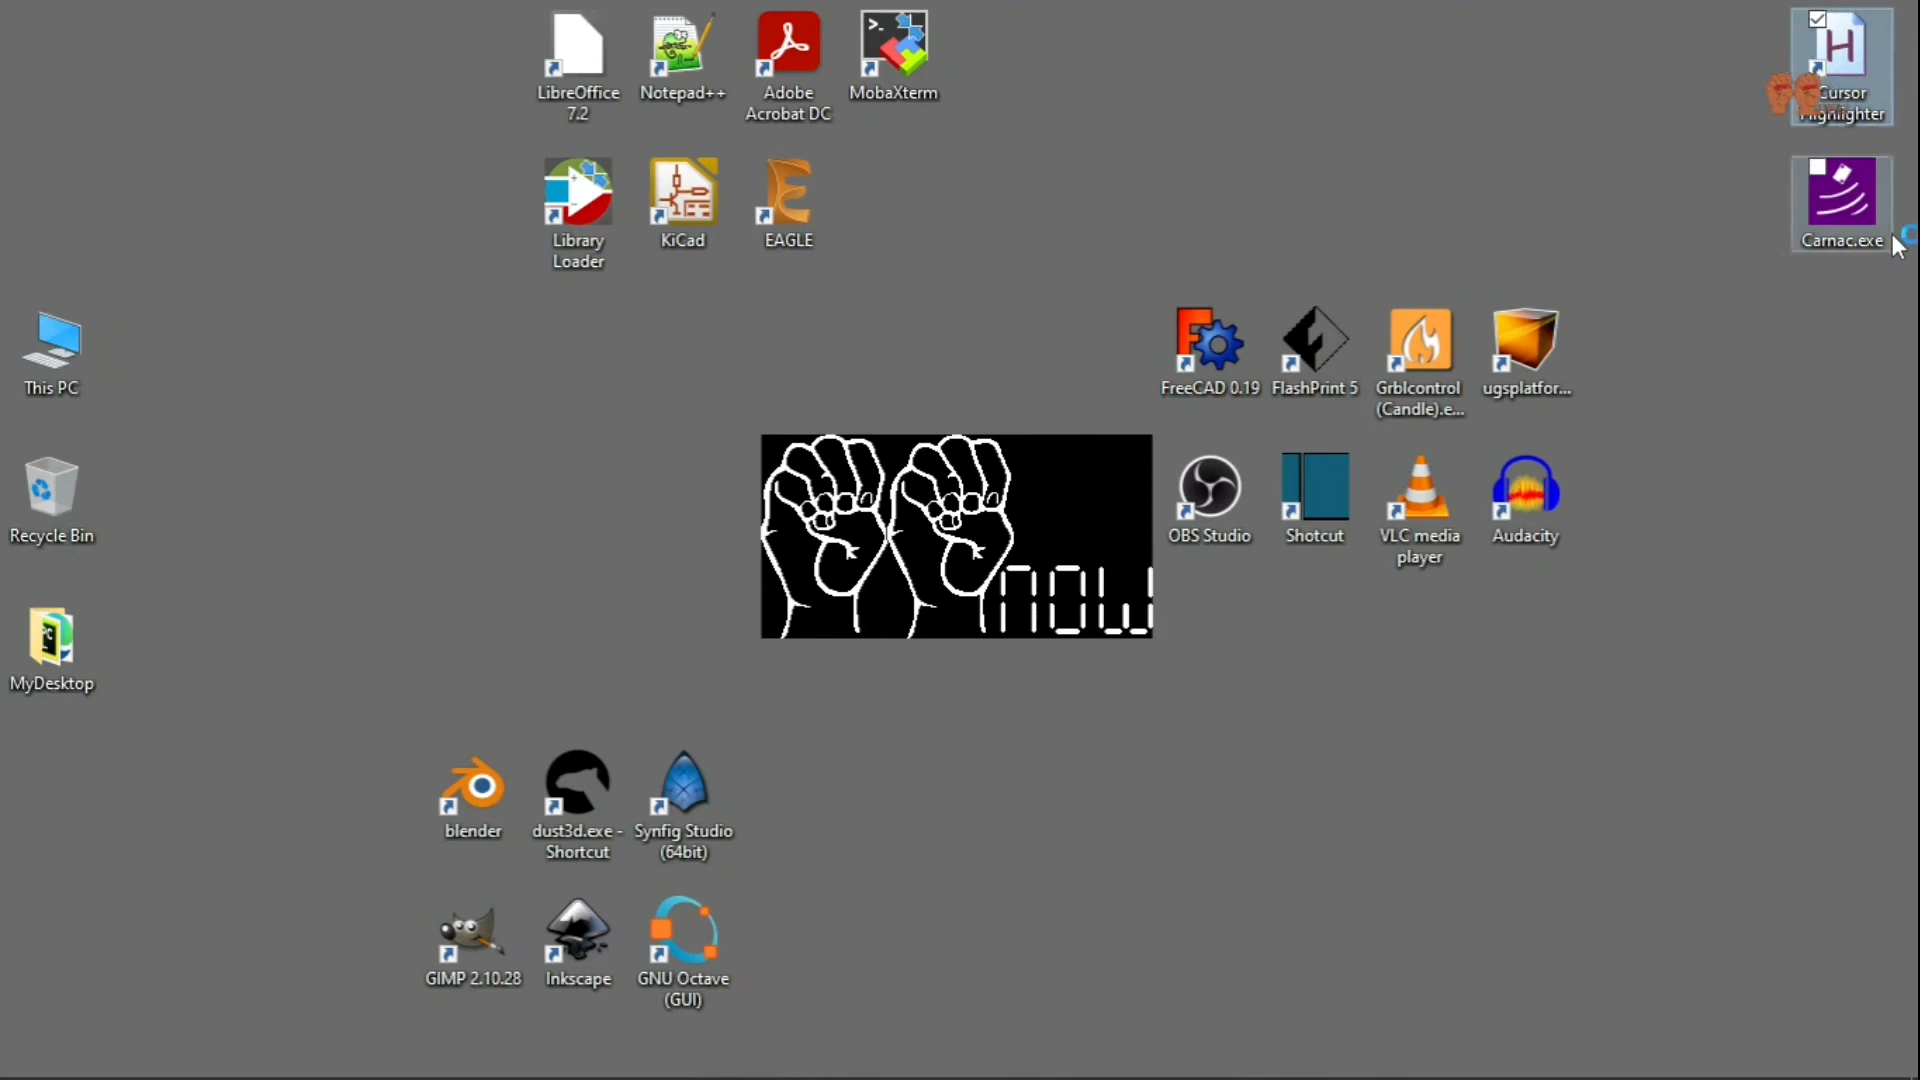 LibreOffice
7.2
Notepad++
Adobe
Acrobat DC
>_
MobaXterm
H
Cursor
Highlighter
Library
Loader
KiCad
E
EAGLE
Carnac.exe
This PC
FreeCAD 0.19
FlashPrint 5
Grblcontrol
(Candle).e...
ugsplatfor...
now
Recycle Bin
OBS Studio
Shotcut
VLC media
player
Audacity
MyDesktop
blender
dust3d.exe -
Shortcut
Synfig Studio
(64bit)
GIMP 2.10.28
Inkscape
GNU Octave
(GUI)